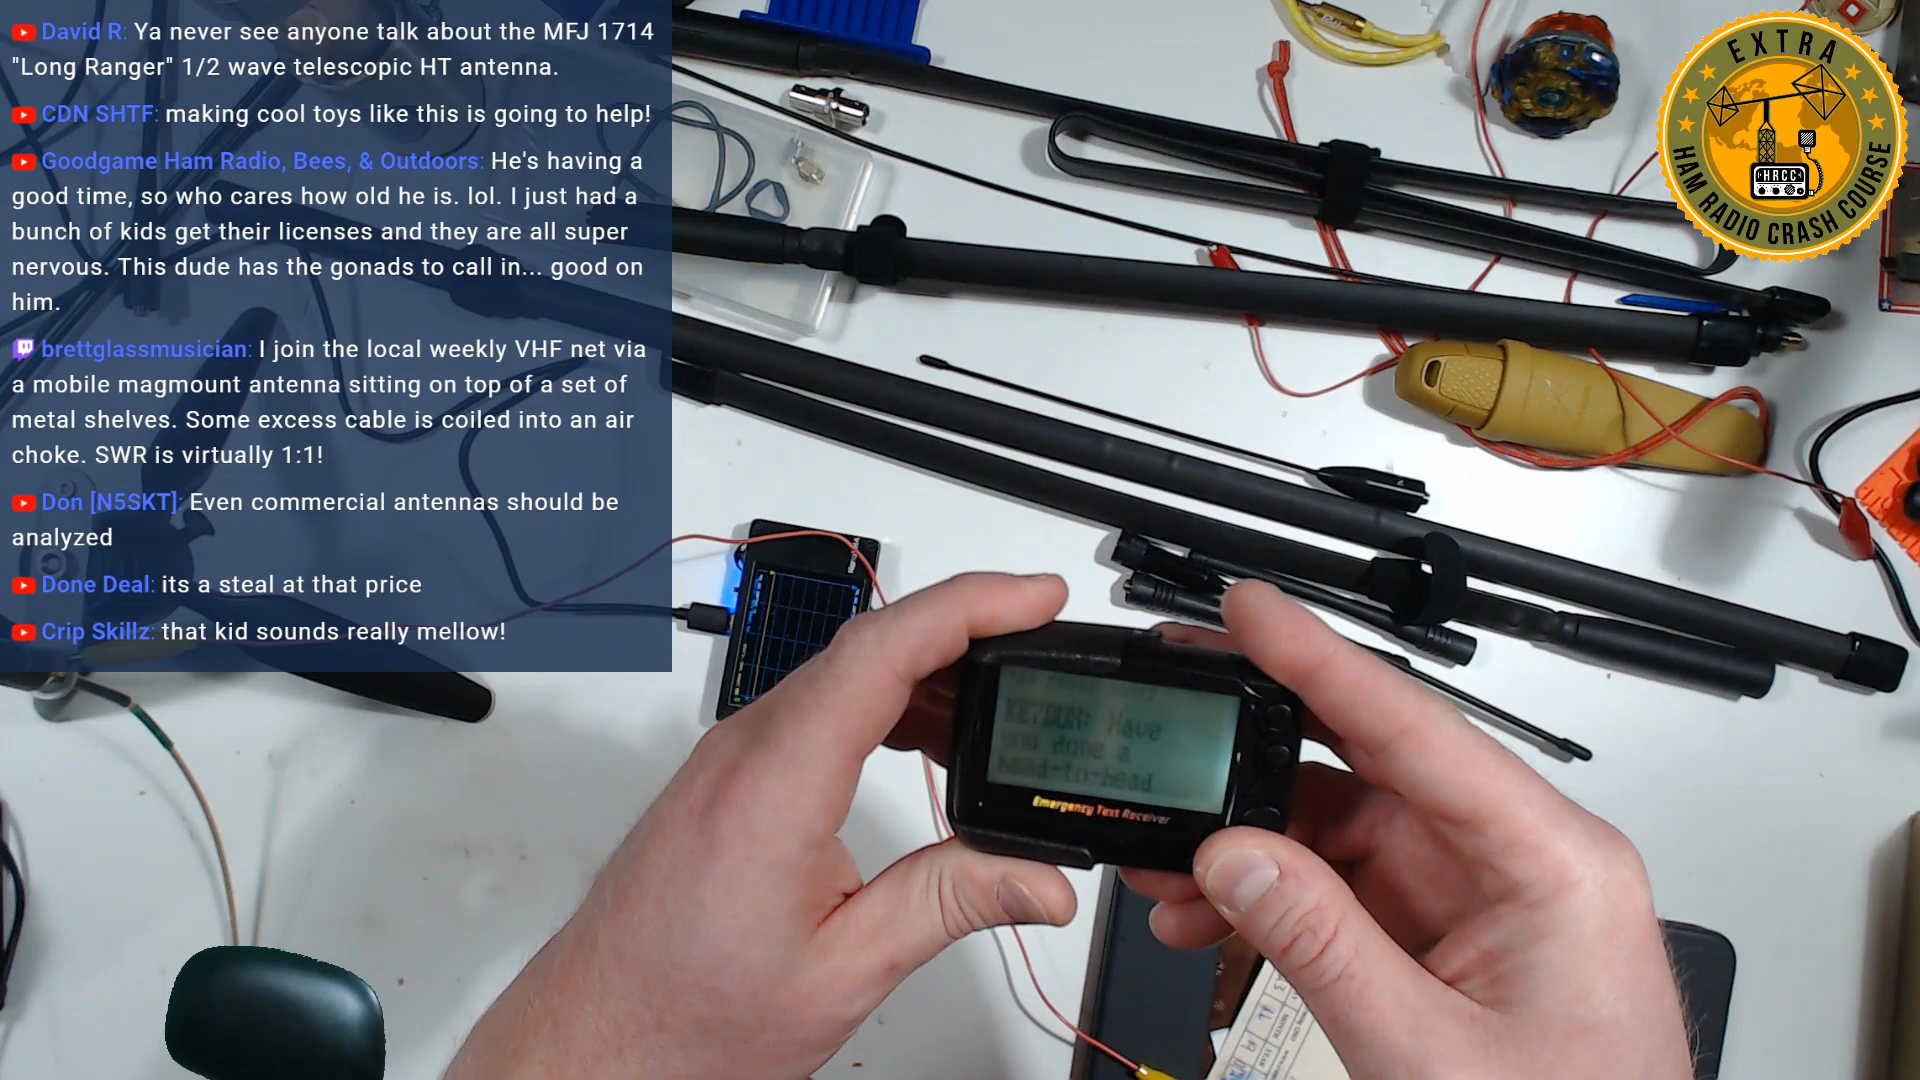 David R: Ya never see anyone talk about the MFJ 1714
"Long Ranger" 1/2 wave telescopic HT antenna.
CDN SHTF: making cool toys like this is going to help!
Goodgame Ham Radio, Bees, & Outdoors: He's having a
good time, so who cares how old he is. lol. I just had a
bunch of kids get their licenses and they are all super
nervous. This dude has the gonads to call in... good on
him.
brettglassmusician: I join the local weekly VHF net via
a mobile magmount antenna sitting on top of a set of
metal shelves. Some excess cable is coiled into an air
choke. SWR is virtually 1:1!
Don [N5SKT]: Even commercial antennas should be
analyzed
Done Deal: its a steal at that price
Crip Skillz: that kid sounds really mellow!
EXTRA
HRCC
HAM RADIO CRASH COURSE
Have
you done a
head-to-head
Emergency Text Receiver